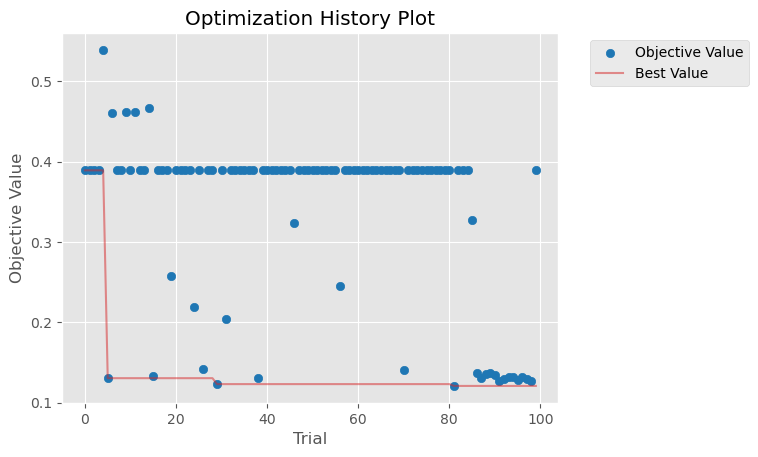 Optimization History Plot
Objective Value
Best Value
Objective Value
0.5
0.4
0.3
0.2
0.1
0
20
40
60
80
100
Trial